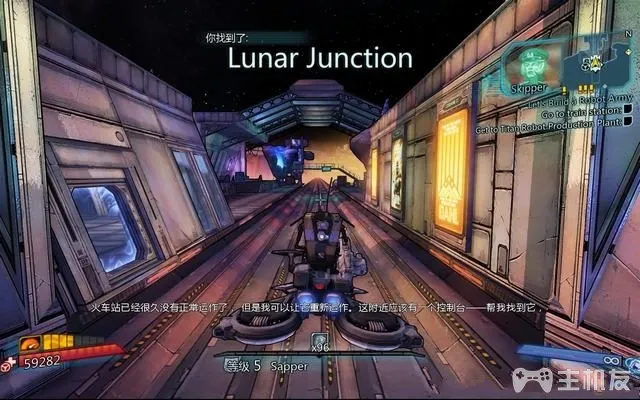 你找到了:
Lunar Junction
N
Skipper
Let's Build a Robot Army
Go to train station:
Get to Titan Robot Production Plant:
火车站已经很久没有正常运作了，但是我可以让它重新运作。这附近应该有一个控制台——帮我找到它，
x96
59282
等级 5 Sapper
∞
主机友